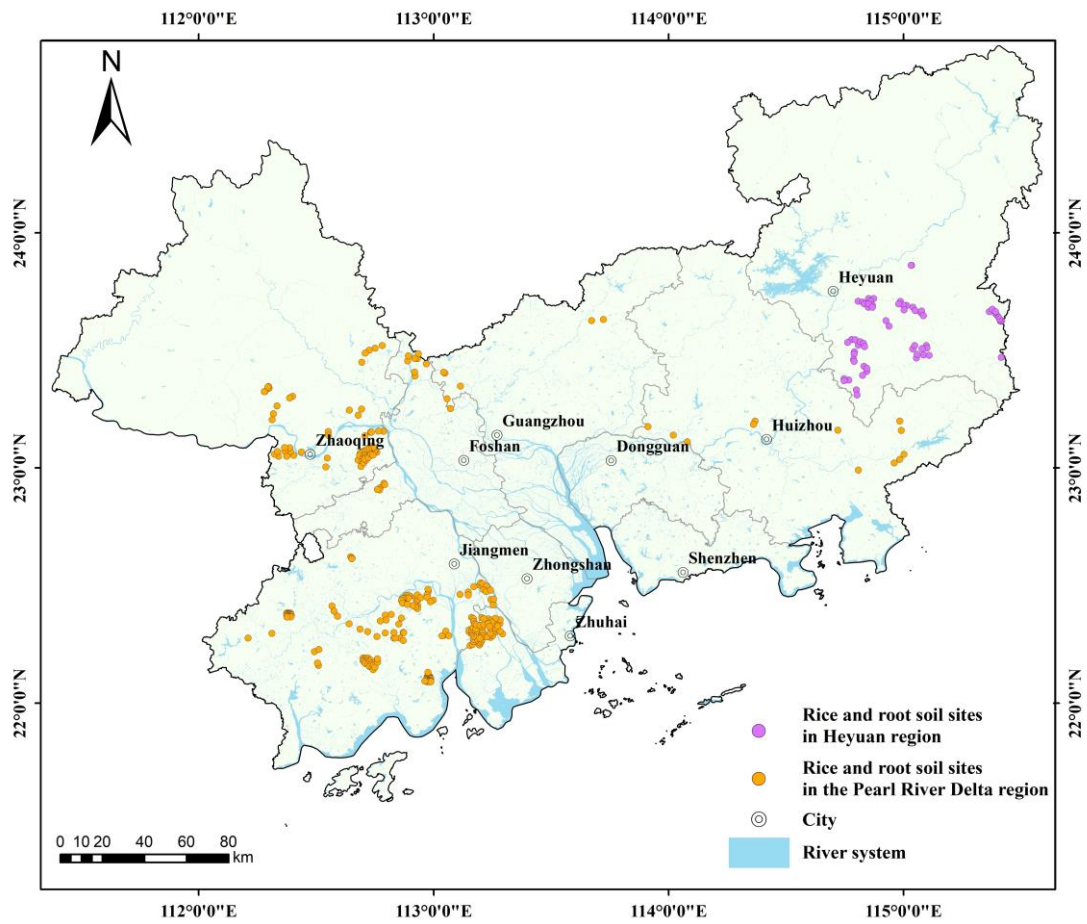 112°0'0"E 113°0'0"E 114°0'0"E 115°0'0"E
N
24°0'0"N
24°0'0"N
Heyuan
Guangzhou
Huizhou
Zhaoqing
Foshan
Dongguan
23°0'0"N
23°0'0"N
Jiangmen
Zhongshan
Shenzhen
Zhuhai
22°0'0"N
22°0'0"N
Rice and root soil sites
in Heyuan region
Rice and root soil sites
in the Pearl River Delta region
City
River system
0 10 20 40 60 80
km
112°0'0"E 113°0'0"E 114°0'0"E 115°0'0"E